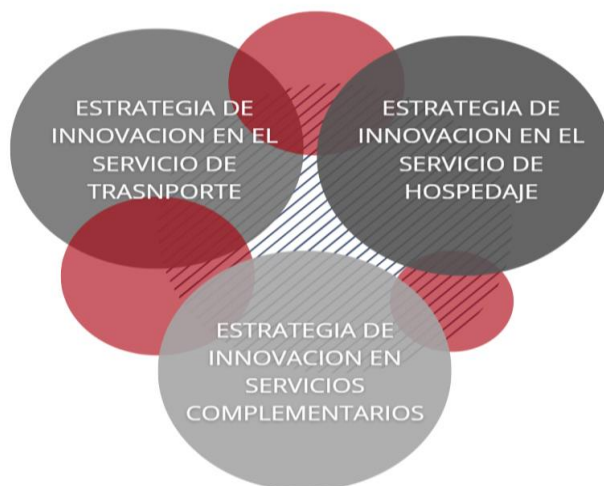 ESTRATEGIA DE
INNOVACION EN EL
SERVICIO DE
TRASNPORTE
ESTRATEGIA DE
INNOVACION EN EL
SERVICIO DE
HOSPEDAJE
ESTRATEGIA DE
INNOVACION EN
SERVICIOS
COMPLEMENTARIOS